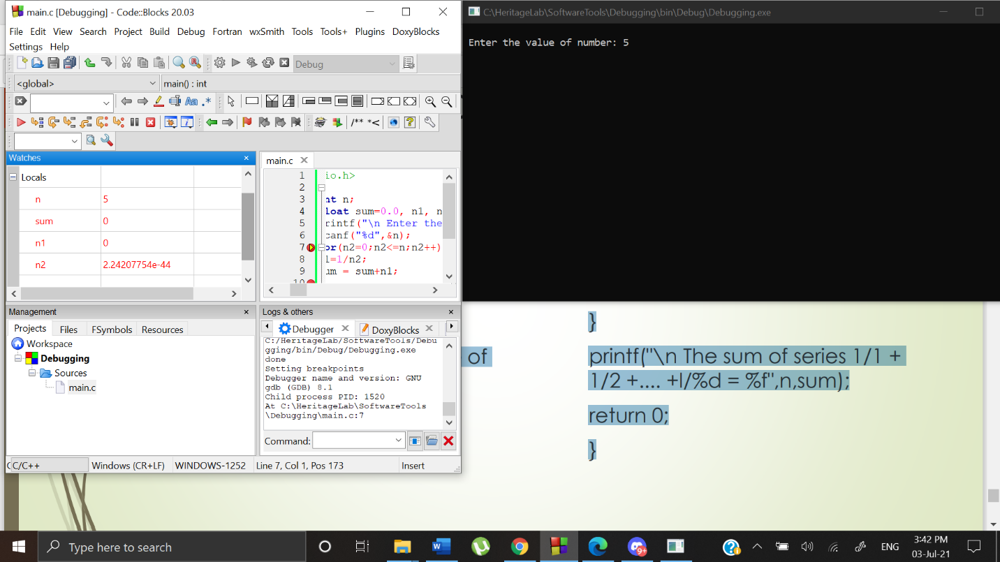 main.c [Debugging] - Code::Blocks 20.03
File Edit View Search Project Build Debug Fortran wxSmith Tools Tools+ Plugins DoxyBlocks
Settings Help
Debug
<global>
main() : int
Aa .*
/** *<
Watches
Locals
n 5
sum 0
n1 0
n2 2.24207754e-44
main.c
1 io.h>
2
3 nt n;
4 loat sum=0.0, n1, n
5 rintf("\n Enter the
6 canf("%d",&n);
7 or(n2=0;n2<=n;n2++)
8 l=1/n2;
9 um = sum+n1;
10
Management
Projects Files FSymbols Resources
Workspace
Debugging
Sources
main.c
Logs & others
Debugger DoxyBlocks
C:/HeritageLab/SoftwareTools/Debu
gging/bin/Debug/Debugging.exe
done
Setting breakpoints
Debugger name and version: GNU
gdb (GDB) 8.1
Child process PID: 1520
At C:\HeritageLab\SoftwareTools
\Debugging\main.c:7
Command:
C/C++ Windows (CR+LF) WINDOWS-1252 Line 7, Col 1, Pos 173 Insert
C:\HeritageLab\SoftwareTools\Debugging\bin\Debug\Debugging.exe
Enter the value of number: 5
of
}
printf("\n The sum of series 1/1 +
1/2 +.... +I/%d = %f",n,sum);
return 0;
}
Type here to search
9+
ENG
3:42 PM
03-Jul-21